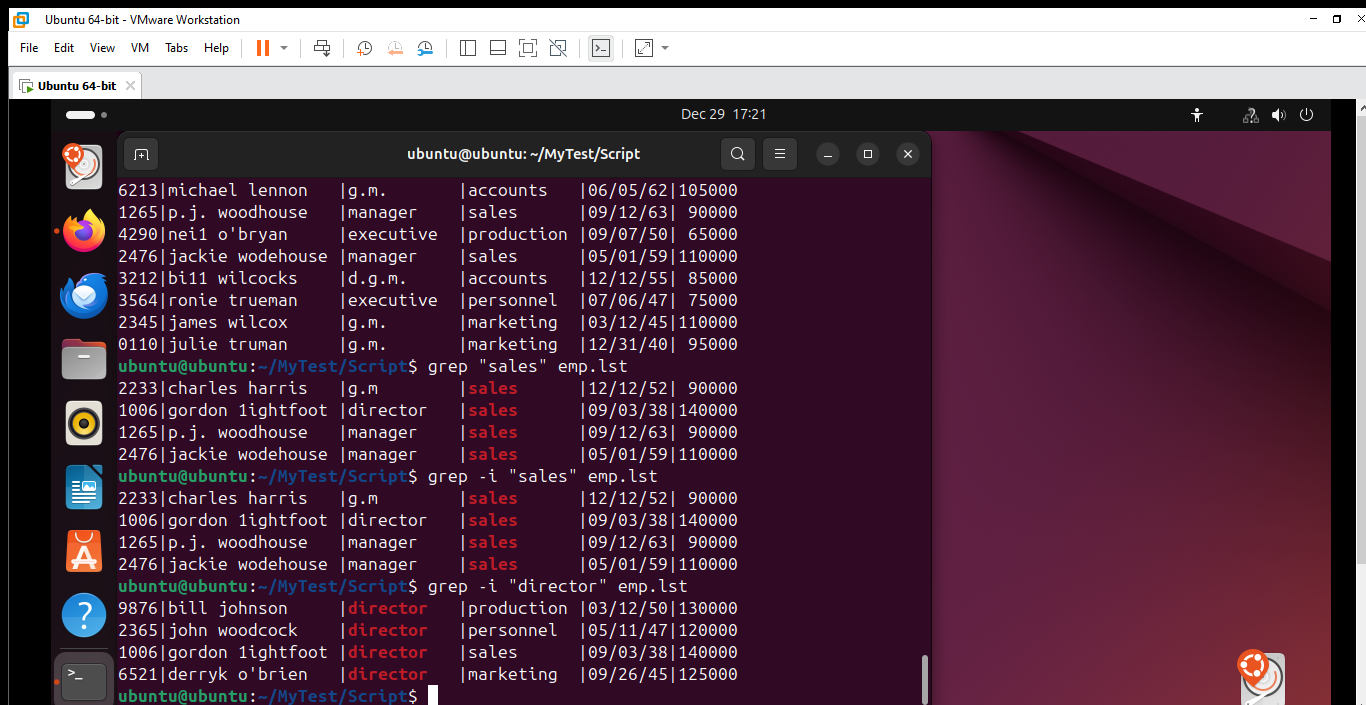 Ubuntu 64-bit - VMware Workstation
File Edit View VM Tabs Help
Ubuntu 64-bit
Dec 29 17:21
ubuntu@ubuntu: ~/MyTest/Script
6213|michael lennon   |g.m.       |accounts   |06/05/62|105000
1265|p.j. woodhouse   |manager    |sales      |09/12/63| 90000
4290|nei1 o'bryan     |executive  |production |09/07/50| 65000
2476|jackie wodehouse |manager    |sales      |05/01/59|110000
3212|bi11 wilcocks    |d.g.m.     |accounts   |12/12/55| 85000
3564|ronie trueman    |executive  |personnel  |07/06/47| 75000
2345|james wilcox     |g.m.       |marketing  |03/12/45|110000
0110|julie truman     |g.m.       |marketing  |12/31/40| 95000
ubuntu@ubuntu:~/MyTest/Script$ grep "sales" emp.lst
2233|charles harris   |g.m        |sales      |12/12/52| 90000
1006|gordon 1ightfoot |director   |sales      |09/03/38|140000
1265|p.j. woodhouse   |manager    |sales      |09/12/63| 90000
2476|jackie wodehouse |manager    |sales      |05/01/59|110000
ubuntu@ubuntu:~/MyTest/Script$ grep -i "sales" emp.lst
2233|charles harris   |g.m        |sales      |12/12/52| 90000
1006|gordon 1ightfoot |director   |sales      |09/03/38|140000
1265|p.j. woodhouse   |manager    |sales      |09/12/63| 90000
2476|jackie wodehouse |manager    |sales      |05/01/59|110000
ubuntu@ubuntu:~/MyTest/Script$ grep -i "director" emp.lst
9876|bill johnson     |director   |production |03/12/50|130000
2365|john woodcock    |director   |personnel  |05/11/47|120000
1006|gordon 1ightfoot |director   |sales      |09/03/38|140000
6521|derryk o'brien   |director   |marketing  |09/26/45|125000
ubuntu@ubuntu:~/MyTest/Script$